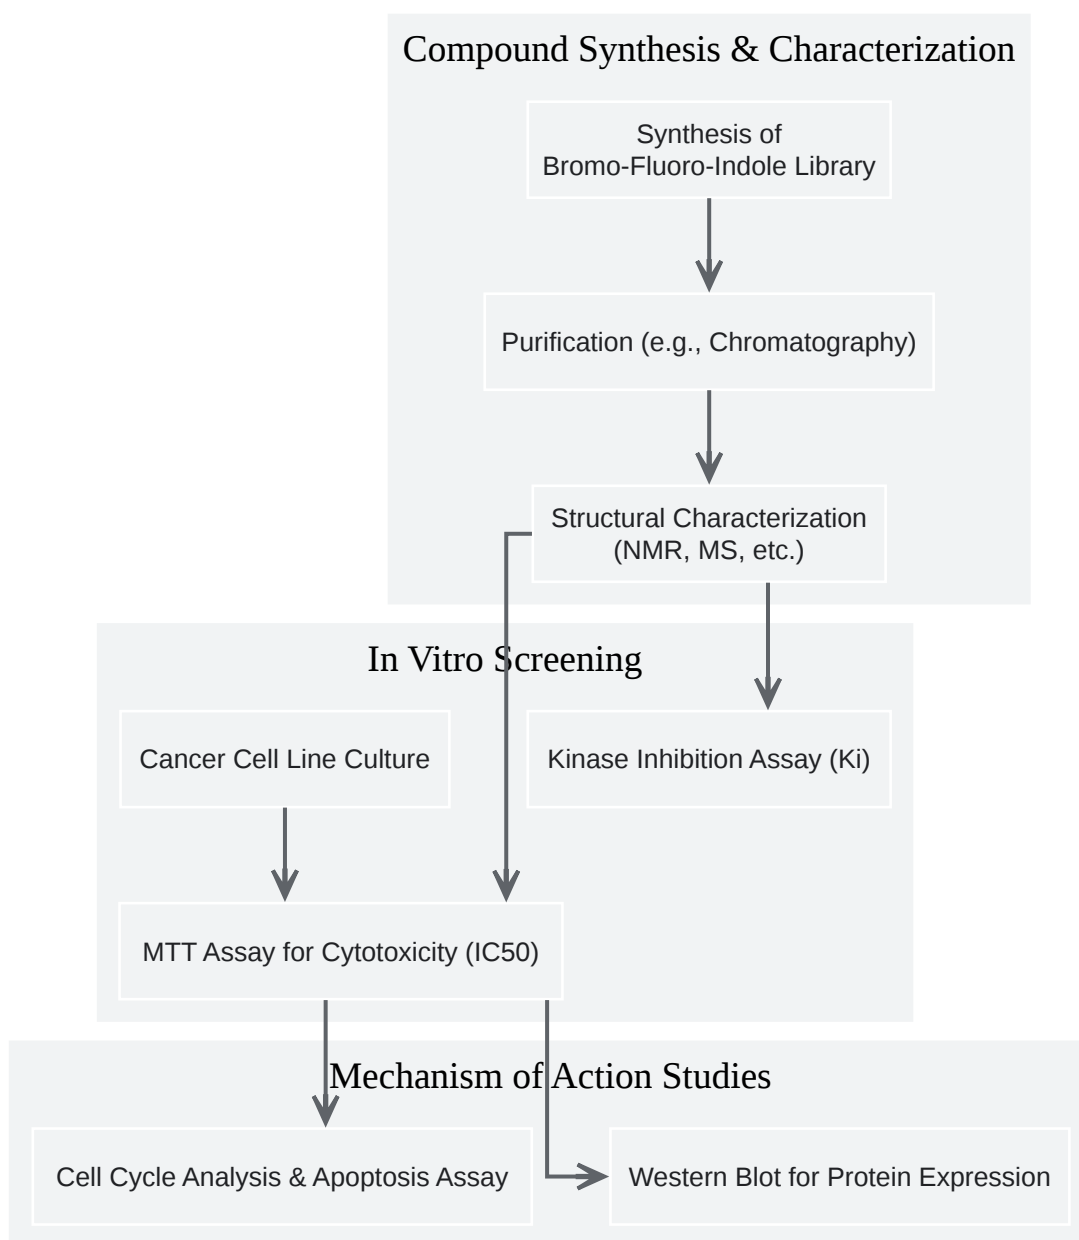 Compound Synthesis & Characterization
Synthesis of
Bromo-Fluoro-Indole Library
Purification (e.g., Chromatography)
Structural Characterization
(NMR, MS, etc.)
In Vitro Screening
Cancer Cell Line Culture
Kinase Inhibition Assay (Ki)
MTT Assay for Cytotoxicity (IC50)
Mechanism of Action Studies
Cell Cycle Analysis & Apoptosis Assay
Western Blot for Protein Expression